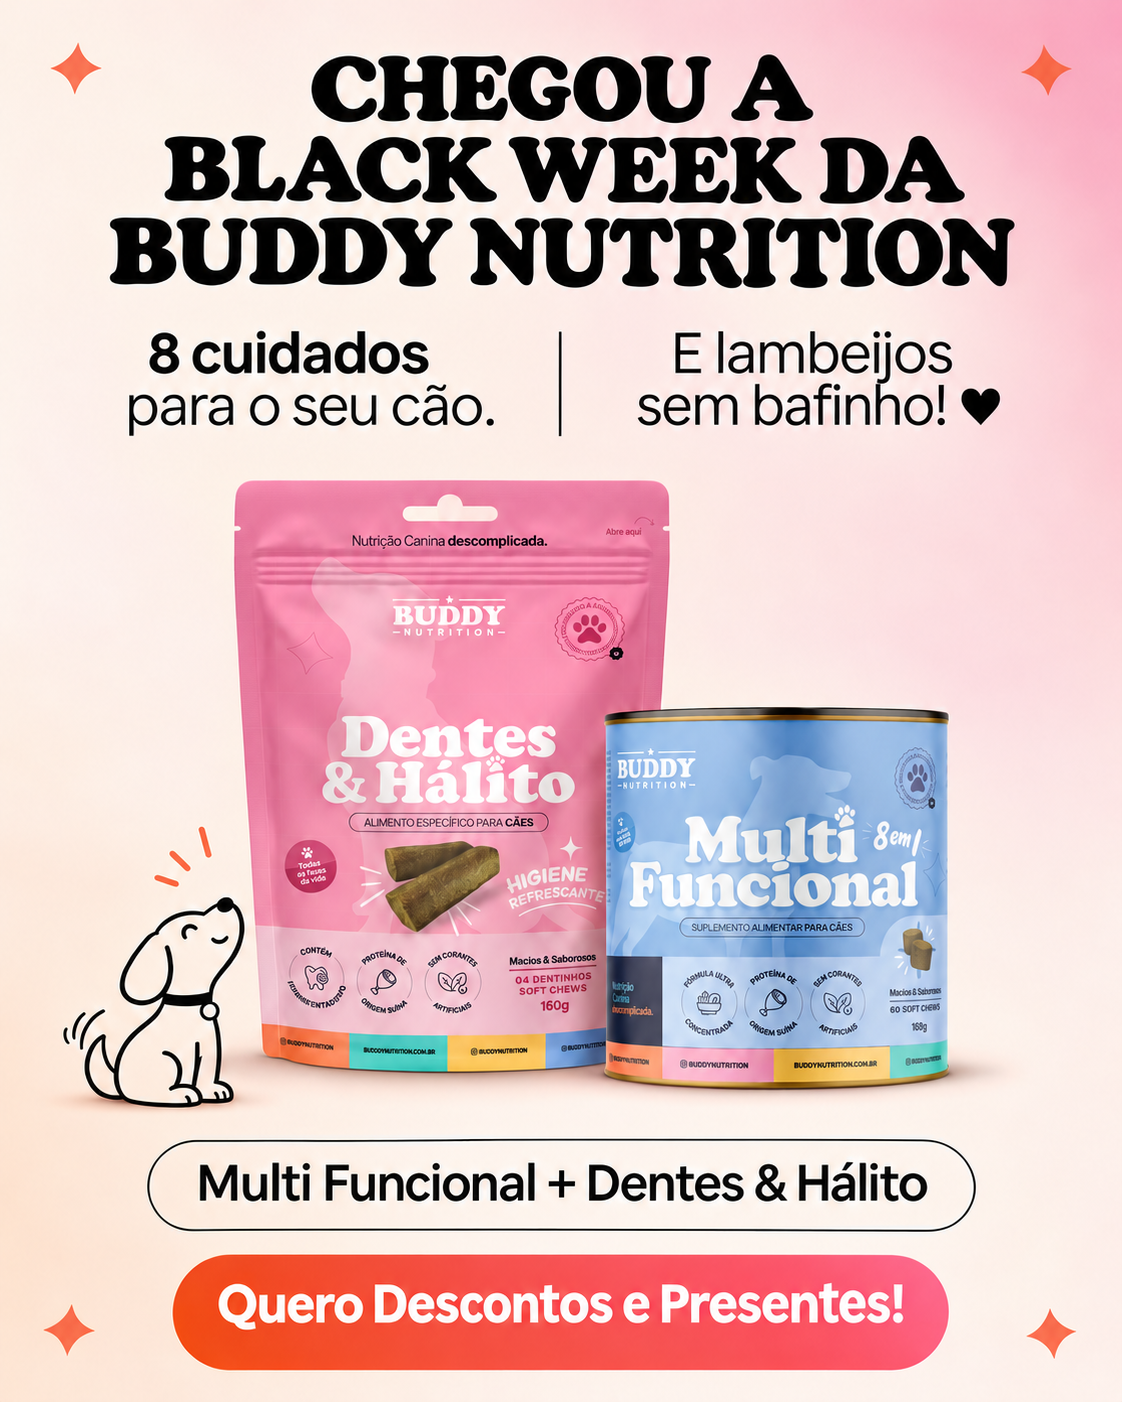 CHEGOU A
BLACK WEEK DA
BUDDY NUTRITION
8 cuidados
para o seu cão.
E lambeijos
sem bafinho! ♥
Nutrição Canina descomplicada.
Abre aqui
BUDDY
NUTRITION
Dentes
& Hálito
ALIMENTO ESPECÍFICO PARA CÃES
Todas
as fases
da vida
HIGIENE
REFRESCANTE
CONTÉM
PROTEÍNA DE
ORIGEM SUÍNA
SEM CORANTES
ARTIFICIAIS
Macios & Saborosos
04 DENTINHOS
SOFT CHEWS
160g
@BUDDYNUTRITION
BUDDYNUTRITION.COM.BR
@BUDDYNUTRITION
BUDDY
NUTRITION
Multi
Funcional
8 em 1
SUPLEMENTO ALIMENTAR PARA CÃES
Nutrição
Canina
FÓRMULA ULTRA
CONCENTRADA
PROTEÍNA DE
ORIGEM SUÍNA
SEM CORANTES
ARTIFICIAIS
Macios & Saborosos
60 SOFT CHEWS
168g
@BUDDYNUTRITION
BUDDYNUTRITION.COM.BR
Multi Funcional + Dentes & Hálito
Quero Descontos e Presentes!